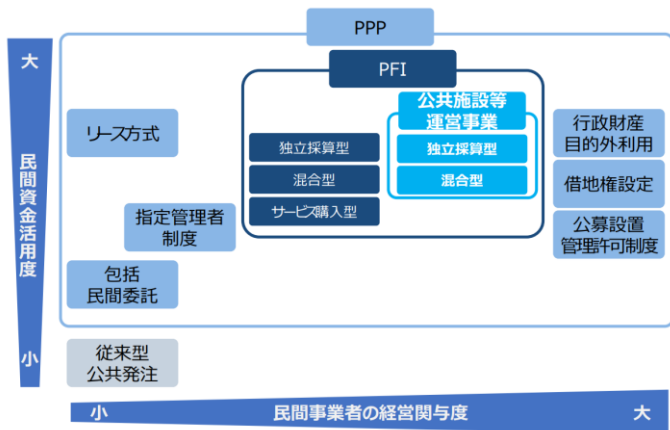 PPP
PFI
大
民間資金活用度
小
リース方式
指定管理者
制度
包括
民間委託
従来型
公共発注
独立採算型
混合型
サービス購入型
公共施設等
運営事業
独立採算型
混合型
行政財産
目的外利用
借地権設定
公募設置
管理許可制度
小
民間事業者の経営関与度
大